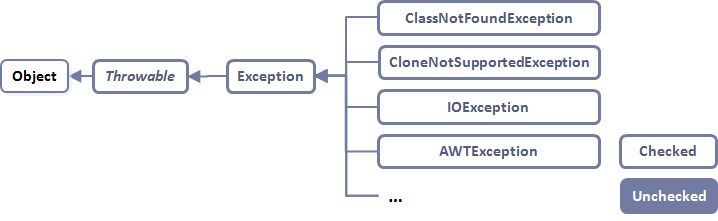 ClassNotFoundException
CloneNotSupportedException
Object
Throwable
Exception
IOException
AWTException
Checked
...
Unchecked